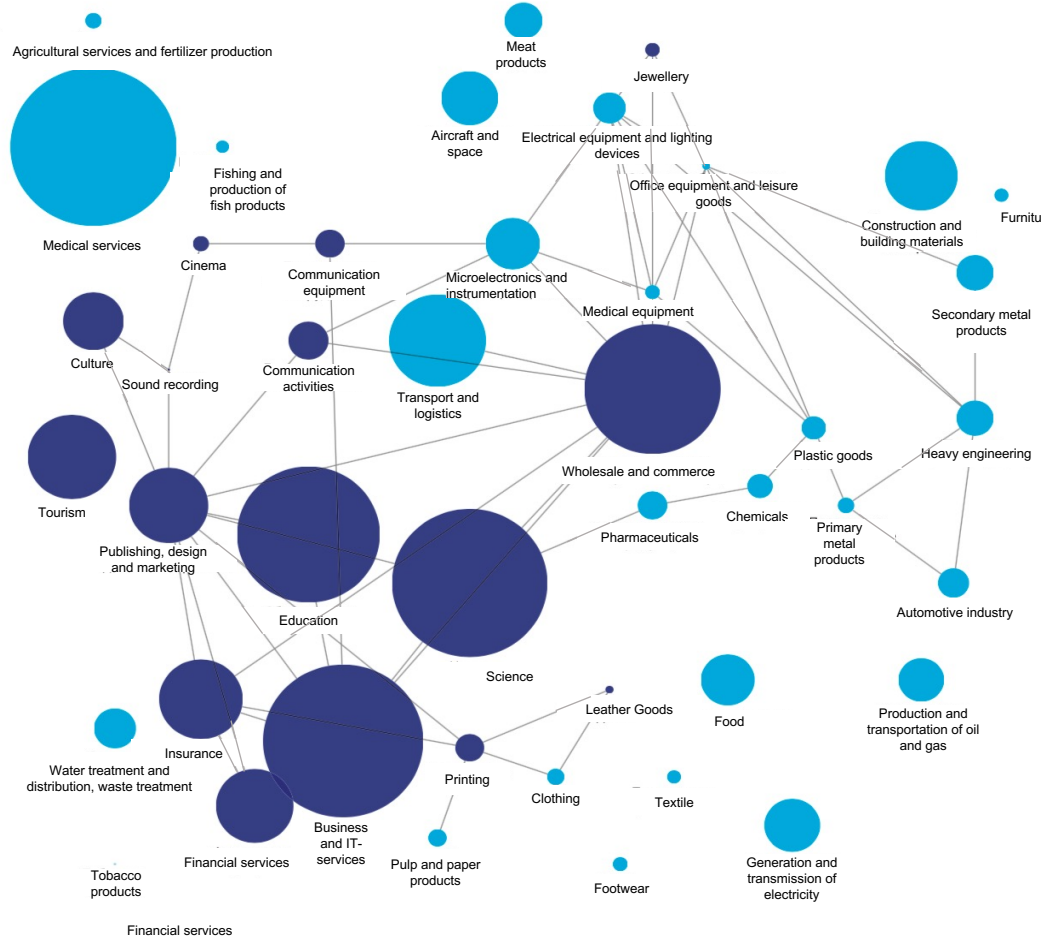 Agricultural services and fertilizer production
Meat
products
Jewellery
Aircraft and
space
Electrical equipment and lighting
devices
Fishing and
production of
fish products
Office equipment and leisure
goods
Medical services
Construction and
building materials
Furnitu
Cinema
Communication
equipment
Microelectronics and
instrumentation
Medical equipment
Secondary metal
products
Culture
Sound recording
Communication
activities
Transport and
logistics
Wholesale and commerce
Plastic goods
Heavy engineering
Tourism
Publishing, design
and marketing
Pharmaceuticals
Chemicals
Primary
metal
products
Education
Automotive industry
Science
Leather Goods
Food
Production and
transportation of oil
and gas
Insurance
Water treatment and
distribution, waste treatment
Printing
Clothing
Textile
Business
and IT-
services
Financial services
Pulp and paper
products
Footwear
Generation and
transmission of
electricity
Tobacco
products
Financial services